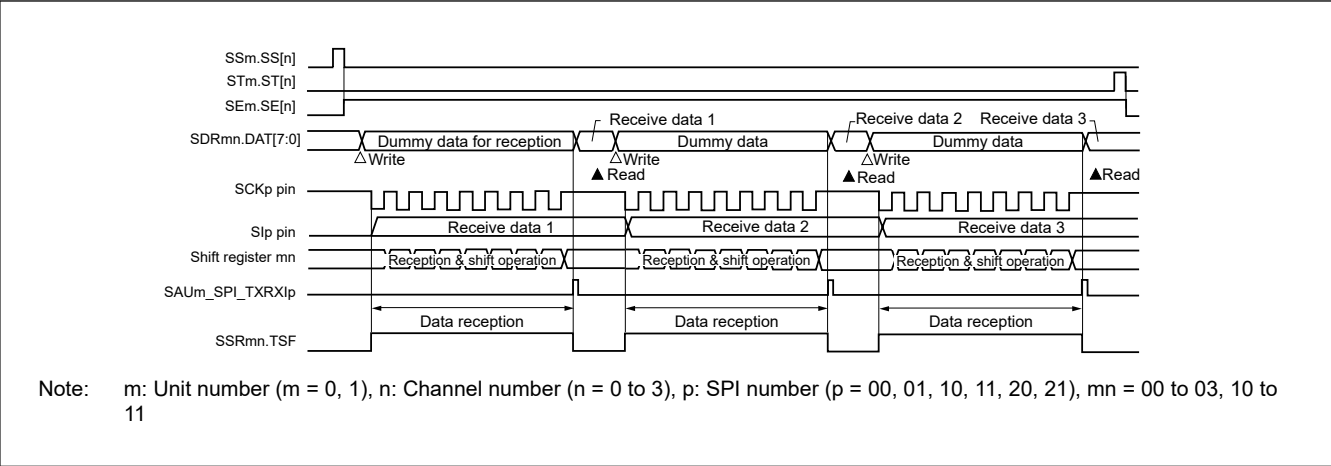 SSm.SS[n]
STm.ST[n]
SEm.SE[n]
Receive data 1
Receive data 2
Receive data 3
SDRmn.DAT[7:0]
Dummy data for reception
Dummy data
Dummy data
△Write
△Write
△Write
▲Read
▲Read
▲Read
SCKp pin
SIp pin
Receive data 1
Receive data 2
Receive data 3
Shift register mn
Reception & shift operation
Reception & shift operation
Reception & shift operation
SAUm_SPI_TXRXIp
Data reception
Data reception
Data reception
SSRmn.TSF
Note: m: Unit number (m = 0, 1), n: Channel number (n = 0 to 3), p: SPI number (p = 00, 01, 10, 11, 20, 21), mn = 00 to 03, 10 to
11